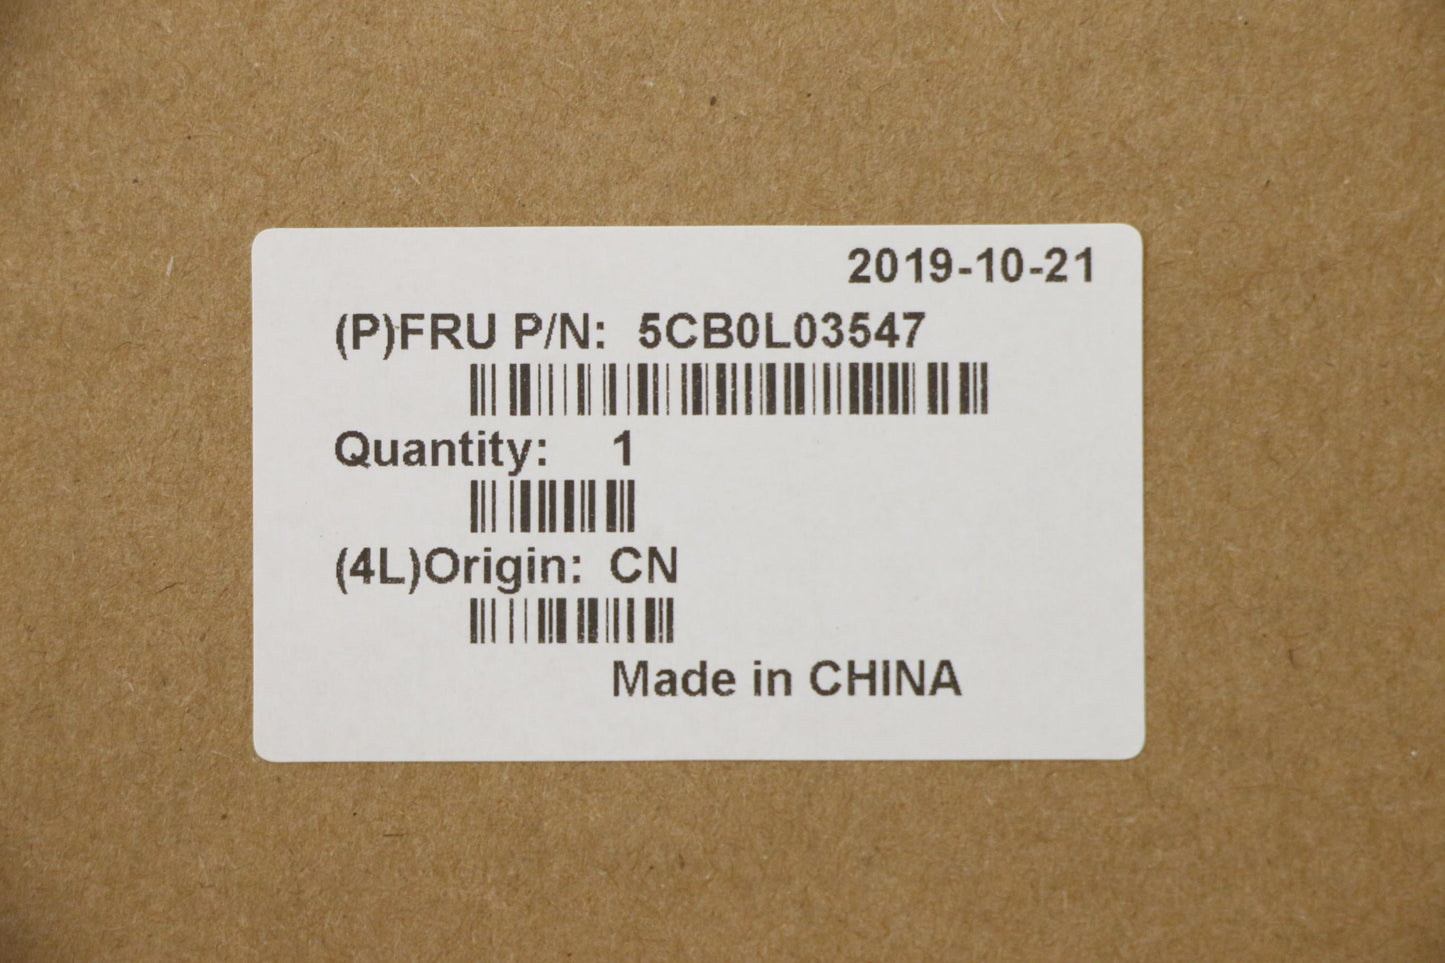 2019-10-21
(P)FRU P/N: 5CB0L03547
Quantity: 1
(4L)Origin: CN
Made in CHINA